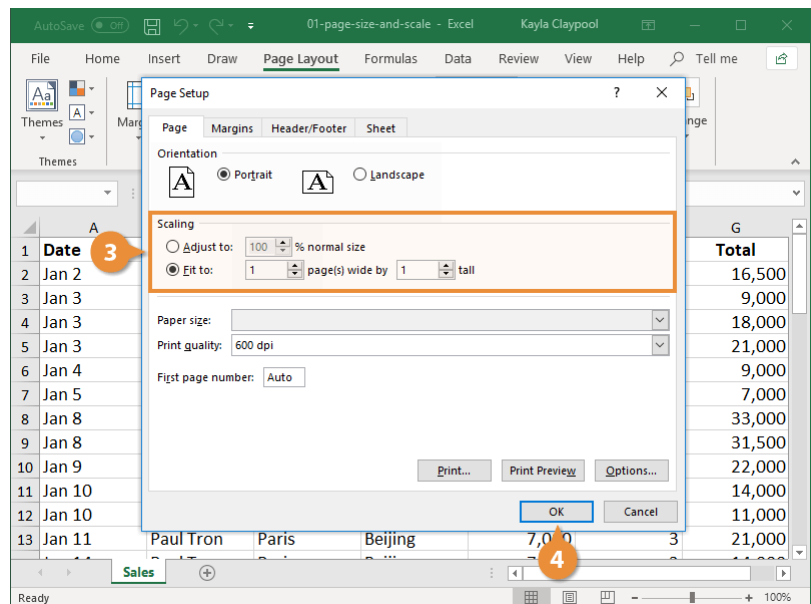 AutoSave Off 01-page-size-and-scale - Excel Kayla Claypool
File Home Insert Draw Page Layout Formulas Data Review View Help Tell me
Themes
Themes
Page Setup ? X
Page Margins Header/Footer Sheet
Orientation
A Portrait A Landscape
Scaling
3
Adjust to: 100 % normal size
Fit to: 1 page(s) wide by 1 tall
Paper size:
Print quality: 600 dpi
First page number: Auto
Print... Print Preview Options...
OK Cancel
4
A G
1 Date Total
2 Jan 2 16,500
3 Jan 3 9,000
4 Jan 3 18,000
5 Jan 3 21,000
6 Jan 4 9,000
7 Jan 5 7,000
8 Jan 8 33,000
9 Jan 8 31,500
10 Jan 9 22,000
11 Jan 10 14,000
12 Jan 10 11,000
13 Jan 11 Paul Tron Paris Beijing 3 21,000
Sales
Ready 100%